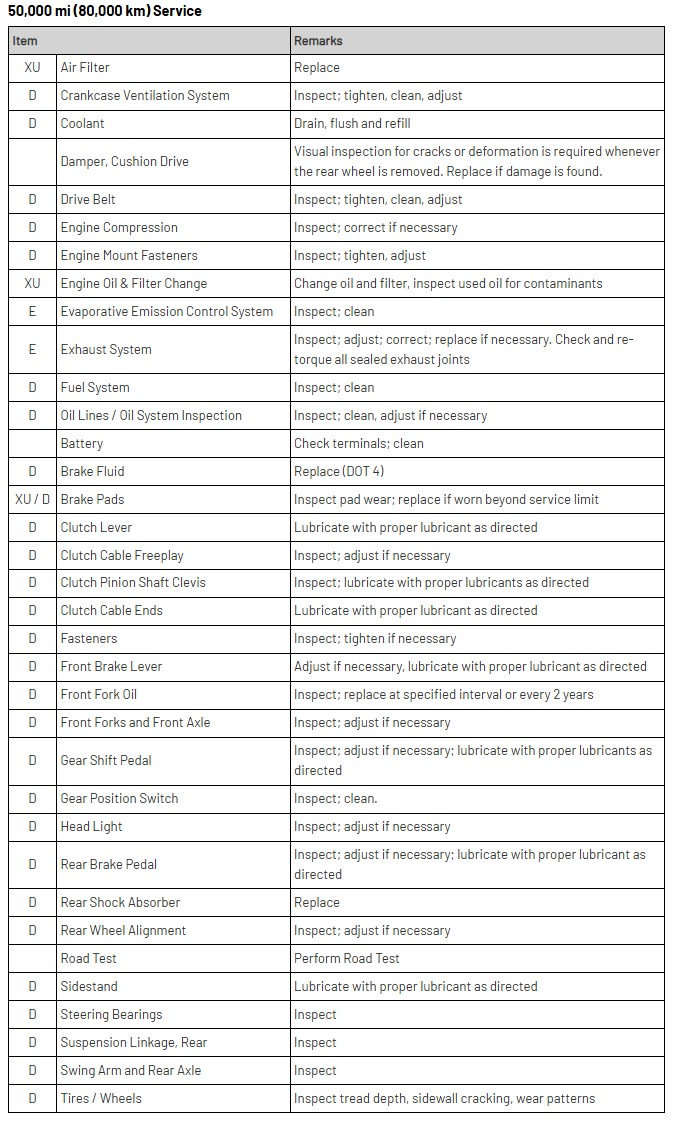 50,000 mi (80,000 km) Service
Item Remarks
XU Air Filter Replace
D Crankcase Ventilation System Inspect; tighten, clean, adjust
D Coolant Drain, flush and refill
Damper, Cushion Drive Visual inspection for cracks or deformation is required whenever
the rear wheel is removed. Replace if damage is found.
D Drive Belt Inspect; tighten, clean, adjust
D Engine Compression Inspect; correct if necessary
D Engine Mount Fasteners Inspect; tighten, adjust
XU Engine Oil & Filter Change Change oil and filter, inspect used oil for contaminants
E Evaporative Emission Control System Inspect; clean
E Exhaust System Inspect; adjust; correct; replace if necessary. Check and re-
torque all sealed exhaust joints
D Fuel System Inspect; clean
D Oil Lines / Oil System Inspection Inspect; clean, adjust if necessary
Battery Check terminals; clean
D Brake Fluid Replace (DOT 4)
XU / D Brake Pads Inspect pad wear; replace if worn beyond service limit
D Clutch Lever Lubricate with proper lubricant as directed
D Clutch Cable Freeplay Inspect; adjust if necessary
D Clutch Pinion Shaft Clevis Inspect; lubricate with proper lubricants as directed
D Clutch Cable Ends Lubricate with proper lubricant as directed
D Fasteners Inspect; tighten if necessary
D Front Brake Lever Adjust if necessary, lubricate with proper lubricant as directed
D Front Fork Oil Inspect; replace at specified interval or every 2 years
D Front Forks and Front Axle Inspect; adjust if necessary
D Gear Shift Pedal Inspect; adjust if necessary; lubricate with proper lubricants as
directed
D Gear Position Switch Inspect; clean.
D Head Light Inspect; adjust if necessary
D Rear Brake Pedal Inspect; adjust if necessary; lubricate with proper lubricant as
directed
D Rear Shock Absorber Replace
D Rear Wheel Alignment Inspect; adjust if necessary
Road Test Perform Road Test
D Sidestand Lubricate with proper lubricant as directed
D Steering Bearings Inspect
D Suspension Linkage, Rear Inspect
D Swing Arm and Rear Axle Inspect
D Tires / Wheels Inspect tread depth, sidewall cracking, wear patterns